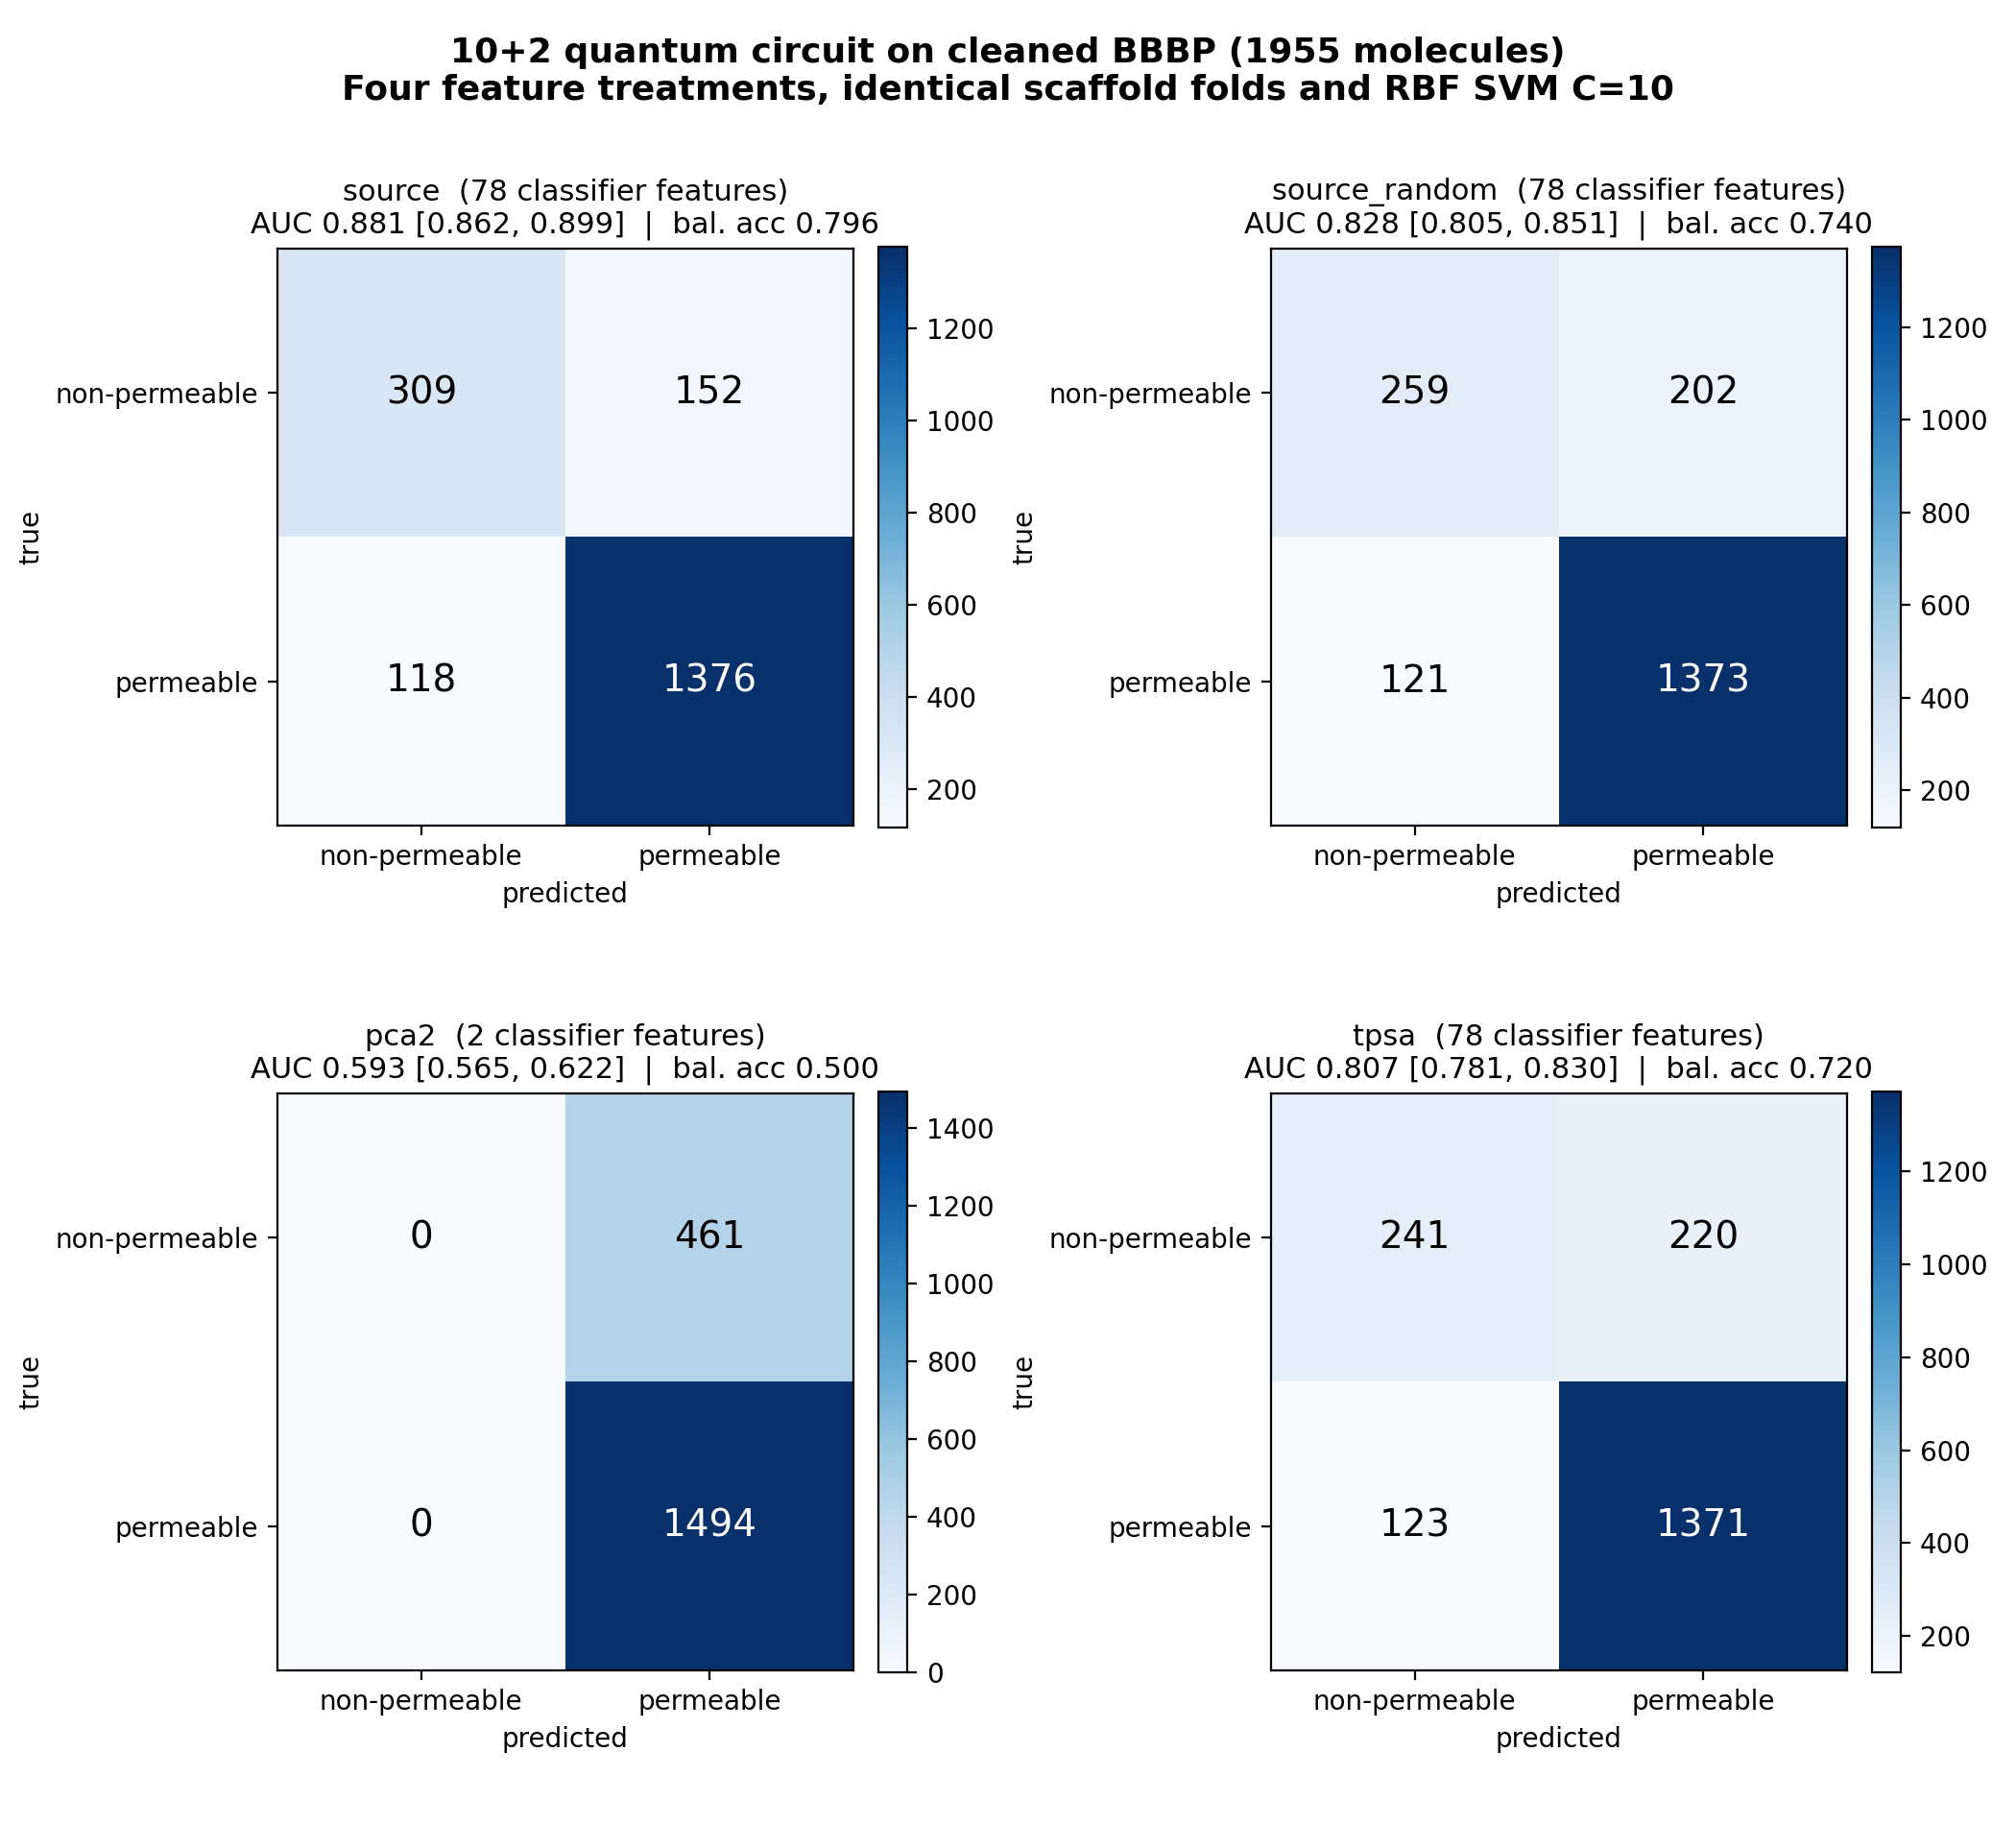 10+2 quantum circuit on cleaned BBBP (1955 molecules)
Four feature treatments, identical scaffold folds and RBF SVM C=10
source  (78 classifier features)
AUC 0.881 [0.862, 0.899]  |  bal. acc 0.796
true
non-permeable
permeable
309
152
118
1376
non-permeable
permeable
predicted
1200
1000
800
600
400
200
source_random  (78 classifier features)
AUC 0.828 [0.805, 0.851]  |  bal. acc 0.740
true
non-permeable
permeable
259
202
121
1373
non-permeable
permeable
predicted
1200
1000
800
600
400
200
pca2  (2 classifier features)
AUC 0.593 [0.565, 0.622]  |  bal. acc 0.500
true
non-permeable
permeable
0
461
0
1494
non-permeable
permeable
predicted
1400
1200
1000
800
600
400
200
0
tpsa  (78 classifier features)
AUC 0.807 [0.781, 0.830]  |  bal. acc 0.720
true
non-permeable
permeable
241
220
123
1371
non-permeable
permeable
predicted
1200
1000
800
600
400
200